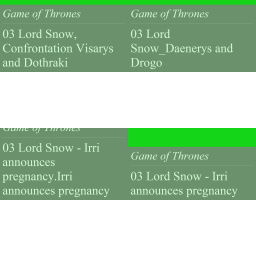 Game of Thrones
03 Lord Snow,
Confrontation Visarys
and Dothraki
Game of Thrones
03 Lord
Snow_Daenerys and
Drogo
Game of Thrones
03 Lord Snow - Irri
announces
pregnancy.Irri
announces pregnancy
Game of Thrones
03 Lord Snow - Irri
announces pregnancy